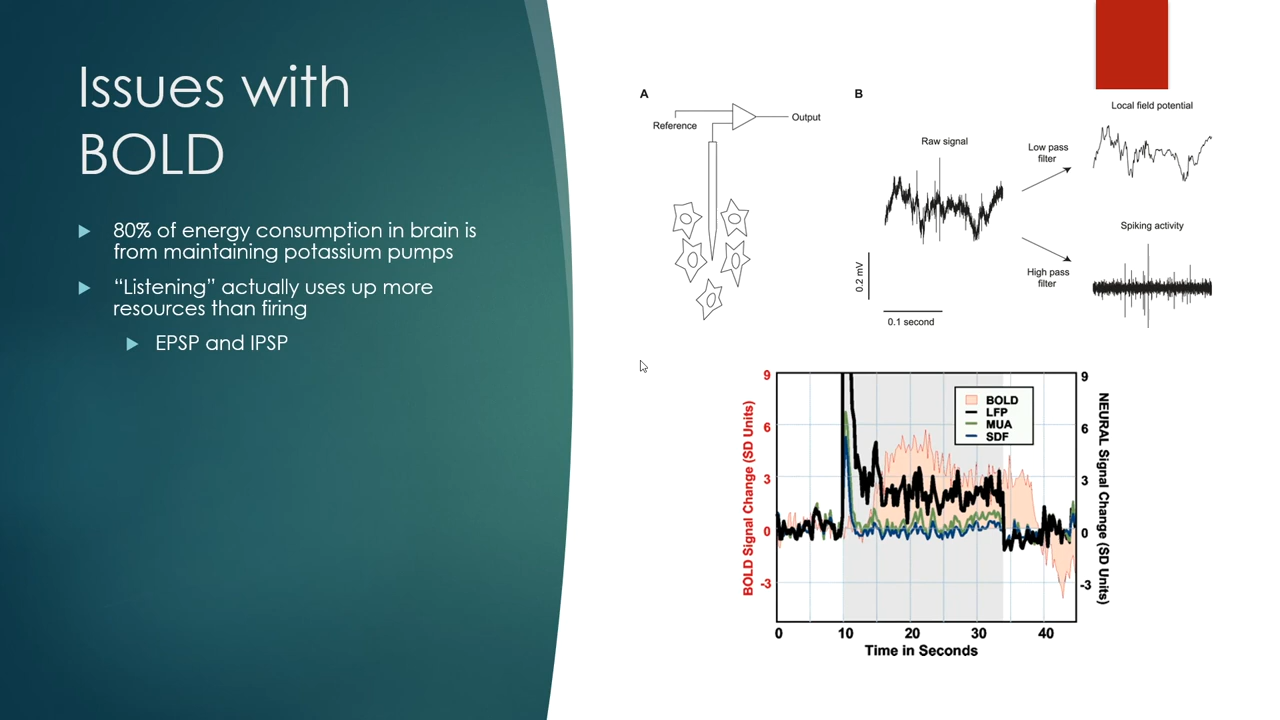 Issues with
BOLD
80% of energy consumption in brain is
from maintaining potassium pumps
“Listening” actually uses up more
resources than firing
EPSP and IPSP
A
Reference
Output
B
Raw signal
0.2 mV
0.1 second
Low pass
filter
High pass
filter
Local field potential
Spiking activity
BOLD Signal Change (SD Units)
9
6
3
0
-3
BOLD
LFP
MUA
SDF
9
6
3
0
-3
NEURAL Signal Change (SD Units)
0 10 20 30 40
Time in Seconds